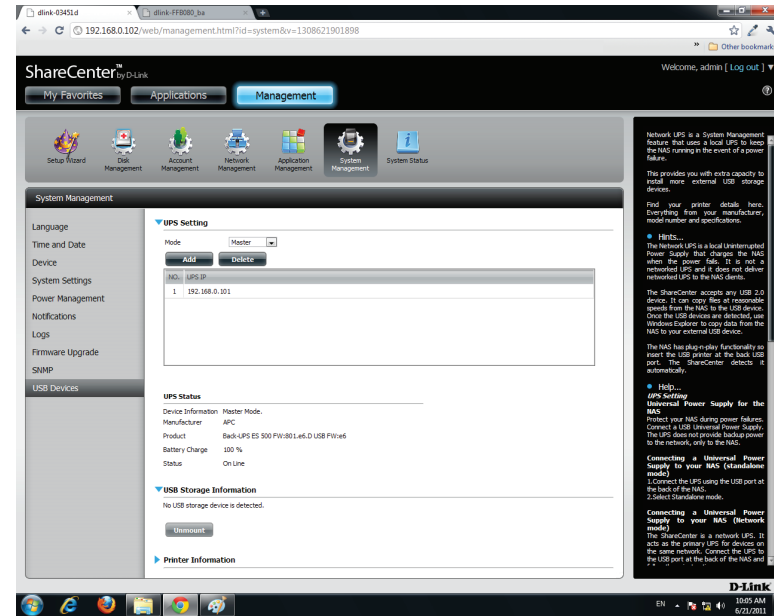 dlink-03451d
dlink-FFB080_ba
192.168.0.102/web/management.html?id=system&v=1308621901898
Other bookmark
ShareCenter™ by D-Link
Welcome, admin [ Log out ]
My Favorites
Applications
Management
Setup Wizard
Disk Management
Account Management
Network Management
Application Management
System Management
System Status
System Management
Language
Time and Date
Device
System Settings
Power Management
Notifications
Logs
Firmware Upgrade
SNMP
USB Devices
UPS Setting
Mode Master
Add Delete
NO. UPS IP
1 192.168.0.101
UPS Status
Device Information Master Mode.
Manufacturer APC
Product Back-UPS ES 500 FW:801.e6.D USB FW:e6
Battery Charge 100 %
Status On Line
USB Storage Information
No USB storage device is detected.
Unmount
Printer Information
Network UPS is a System Management
feature that uses a local UPS to keep
the NAS running in the event of a power
failure.
This provides you with extra capacity to
install more external USB storage
devices.
Find your printer details here.
Everything from your manufacturer,
model number and specifications.
Hints...
The Network UPS is a local Uninterrupted
Power Supply that charges the NAS
when the power fails. It is not a
networked UPS and it does not deliver
networked UPS to the NAS clients.
The ShareCenter accepts any USB 2.0
device. It can copy files at reasonable
speeds from the NAS to the USB device.
Once the USB devices are detected, use
Windows Explorer to copy data from the
NAS to your external USB device.
The NAS has plug-n-play functionality so
insert the USB printer at the back USB
port. The ShareCenter detects it
automatically.
Help...
UPS Setting
Universal Power Supply for the
NAS
Protect your NAS during power failures.
Connect a USB Universal Power Supply.
The UPS does not provide backup power
to the network, only to the NAS.
Connecting a Universal Power
Supply to your NAS (standalone
mode)
1.Connect the UPS using the USB port at
the back of the NAS.
2.Select Standalone mode.
Connecting a Universal Power
Supply to your NAS (Network
mode)
The ShareCenter is a network UPS. It
acts as the primary UPS for devices on
the same network. Connect the UPS to
the USB port at the back of the NAS and
D-Link
EN
10:05 AM
6/21/2011